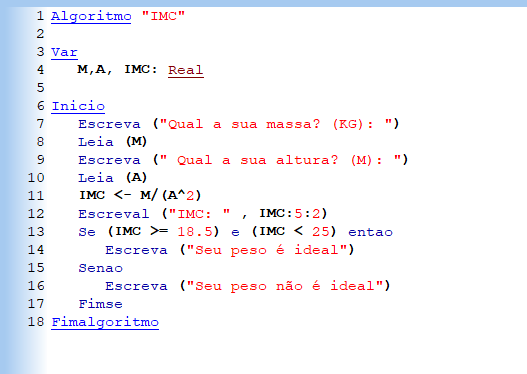 1 Algoritmo "IMC"
2
3 Var
4    M,A, IMC: Real
5
6 Inicio
7    Escreva ("Qual a sua massa? (KG): ")
8    Leia (M)
9    Escreva (" Qual a sua altura? (M): ")
10    Leia (A)
11    IMC <- M/(A^2)
12    Escreval ("IMC: " , IMC:5:2)
13    Se (IMC >= 18.5) e (IMC < 25) entao
14       Escreva ("Seu peso é ideal")
15    Senao
16       Escreva ("Seu peso não é ideal")
17    Fimse
18 Fimalgoritmo